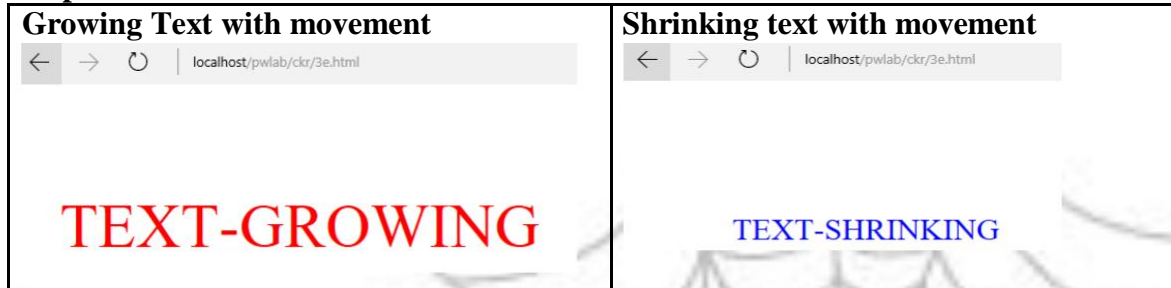 Growing Text with movement
localhost/pwlab/ckr/3e.html
TEXT-GROWING
Shrinking text with movement
localhost/pwlab/ckr/3e.html
TEXT-SHRINKING